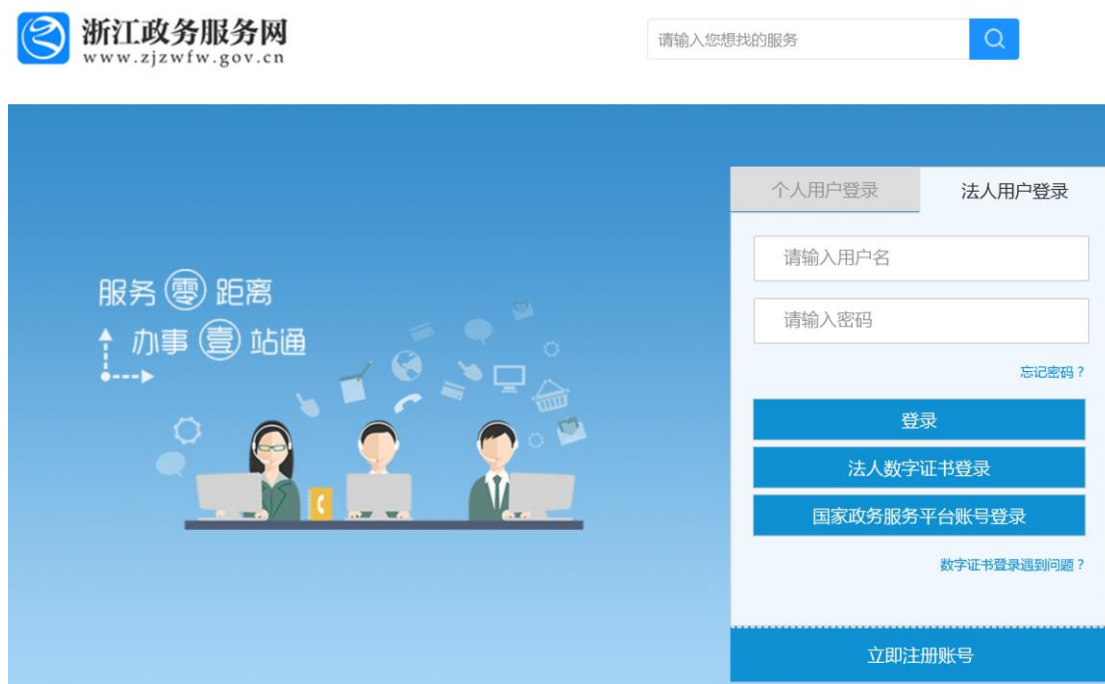 浙江政务服务网
www.zjzwfw.gov.cn
请输入您想找的服务
个人用户登录
法人用户登录
请输入用户名
请输入密码
忘记密码？
登录
法人数字证书登录
国家政务服务平台账号登录
数字证书登录遇到问题？
立即注册账号
服务零距离
办事壹站通